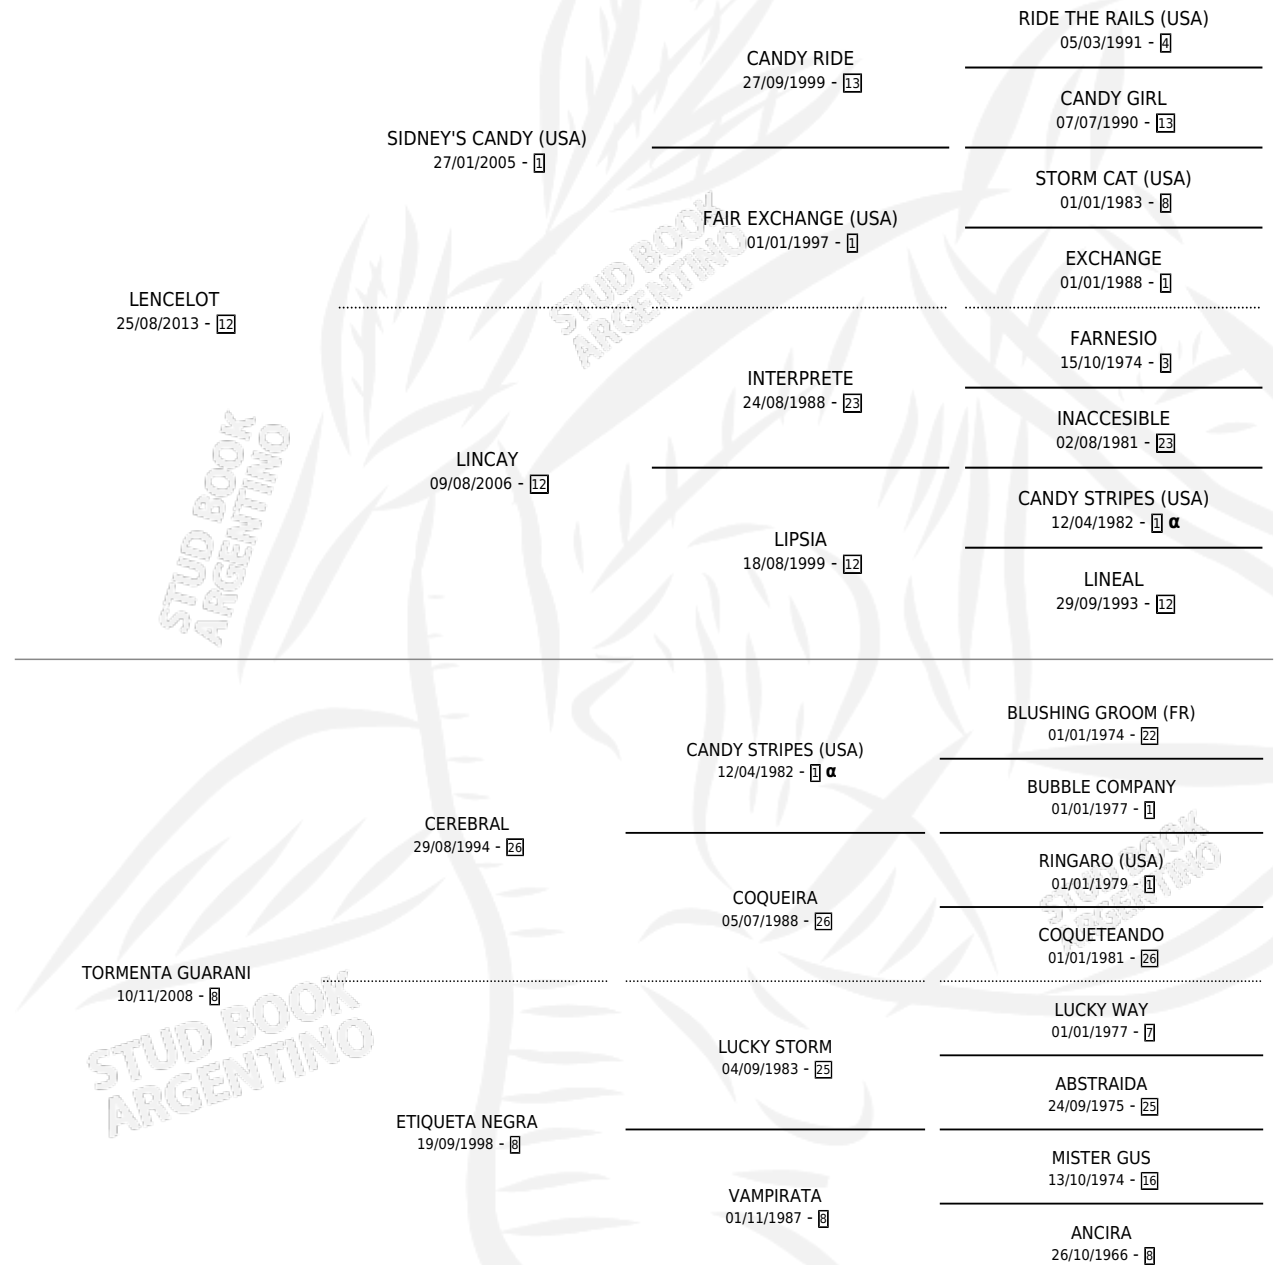 RIDE THE RAILS (USA)
05/03/1991 - 4
CANDY RIDE
27/09/1999 - 13
CANDY GIRL
07/07/1990 - 13
SIDNEY'S CANDY (USA)
27/01/2005 - 1
STORM CAT (USA)
01/01/1983 - 8
FAIR EXCHANGE (USA)
01/01/1997 - 1
EXCHANGE
01/01/1988 - 1
STUD BOOK
ARGENTINO
LENCELOT
25/08/2013 - 12
FARNESIO
15/10/1974 - 3
INTERPRETE
24/08/1988 - 23
INACCESIBLE
02/08/1981 - 23
LINCAY
09/08/2006 - 12
CANDY STRIPES (USA)
12/04/1982 - 1 α
LIPSIA
18/08/1999 - 12
LINEAL
29/09/1993 - 12
STUD BOOK
ARGENTINO
BLUSHING GROOM (FR)
01/01/1974 - 22
CANDY STRIPES (USA)
12/04/1982 - 1 α
BUBBLE COMPANY
01/01/1977 - 1
CEREBRAL
29/08/1994 - 26
RINGARO (USA)
01/01/1979 - 1
COQUEIRA
05/07/1988 - 26
COQUETEANDO
01/01/1981 - 26
STUD BOOK
ARGENTINO
TORMENTA GUARANI
10/11/2008 - 8
LUCKY WAY
01/01/1977 - 7
LUCKY STORM
04/09/1983 - 25
ABSTRAIDA
24/09/1975 - 25
STUD BOOK
ARGENTINO
ETIQUETA NEGRA
19/09/1998 - 8
MISTER GUS
13/10/1974 - 16
VAMPIRATA
01/11/1987 - 8
ANCIRA
26/10/1966 - 8